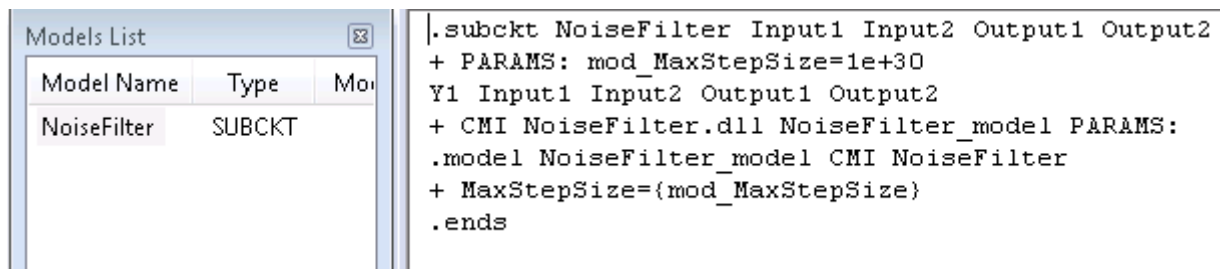 Models List
Model Name Type Mo
NoiseFilter SUBCKT
.subckt NoiseFilter Input1 Input2 Output1 Output2
+ PARAMS: mod_MaxStepSize=1e+30
Y1 Input1 Input2 Output1 Output2
+ CMI NoiseFilter.dll NoiseFilter_model PARAMS:
.model NoiseFilter_model CMI NoiseFilter
+ MaxStepSize={mod_MaxStepSize}
.ends